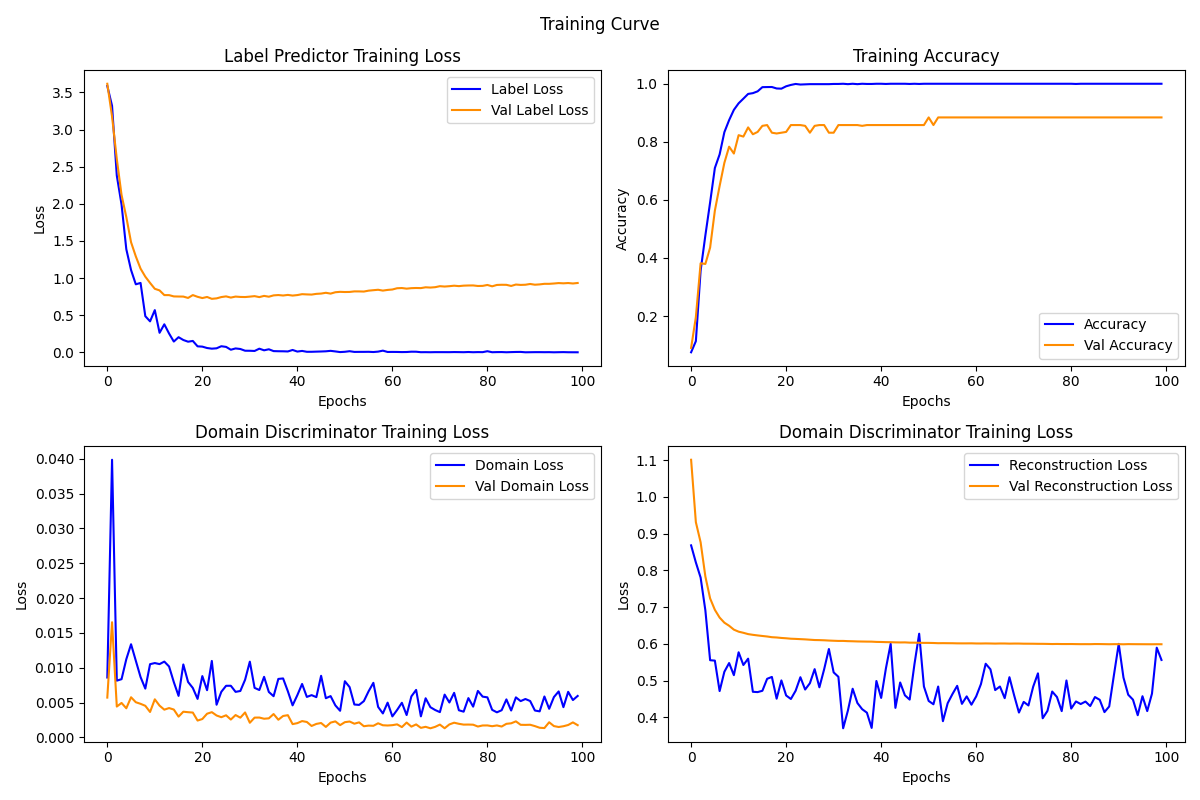 Training Curve
Label Predictor Training Loss
3.5
3.0
2.5
2.0
1.5
1.0
0.5
0.0
Loss
0 20 40 60 80 100
Epochs
Label Loss
Val Label Loss
Training Accuracy
1.0
0.8
0.6
0.4
0.2
Accuracy
0 20 40 60 80 100
Epochs
Accuracy
Val Accuracy
Domain Discriminator Training Loss
0.040
0.035
0.030
0.025
0.020
0.015
0.010
0.005
0.000
Loss
0 20 40 60 80 100
Epochs
Domain Loss
Val Domain Loss
Domain Discriminator Training Loss
1.1
1.0
0.9
0.8
0.7
0.6
0.5
0.4
Loss
0 20 40 60 80 100
Epochs
Reconstruction Loss
Val Reconstruction Loss